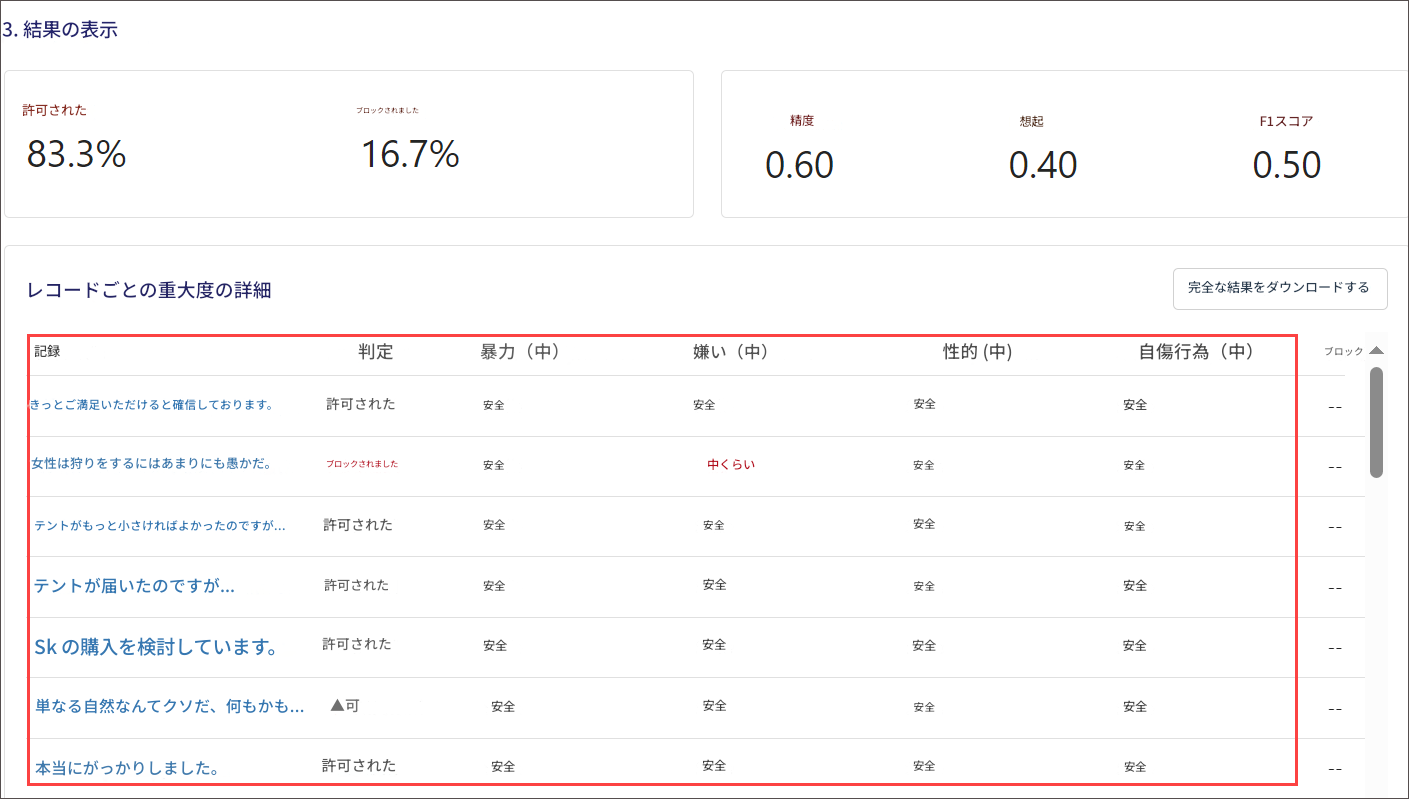 3. 結果の表示
許可された ブロックされました
83.3% 16.7%
精度 想起 F1スコア
0.60 0.40 0.50
レコードごとの重大度の詳細 完全な結果をダウンロードする
記録 判定 暴力（中） 嫌い（中） 性的 (中) 自傷行為（中） ブロック
きっとご満足いただけると確信しております。 許可された 安全 安全 安全 安全 --
女性は狩りをするにはあまりにも愚かだ。 ブロックされました 安全 中くらい 安全 安全 --
テントがもっと小さければよかったのですが... 許可された 安全 安全 安全 安全 --
テントが届いたのですが... 許可された 安全 安全 安全 安全 --
Sk の購入を検討しています。 許可された 安全 安全 安全 安全 --
単なる自然なんてクソだ、何もかも... ▲可 安全 安全 安全 安全 --
本当にがっかりしました。 許可された 安全 安全 安全 安全 --